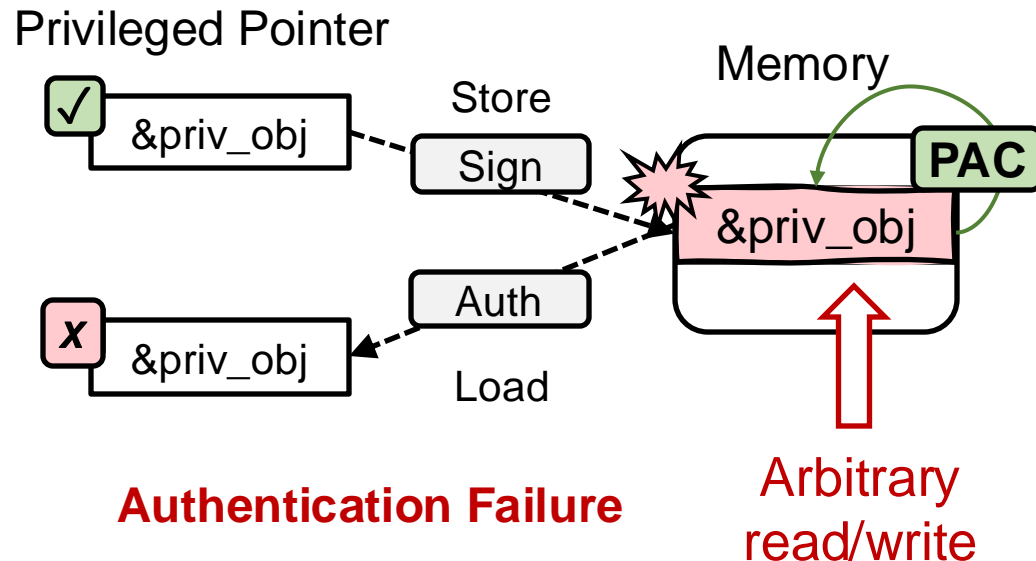 Privileged Pointer
✓
&priv_obj
Store
Sign
Memory
PAC
&priv_obj
Auth
x
&priv_obj
Load
Authentication Failure
Arbitrary
read/write